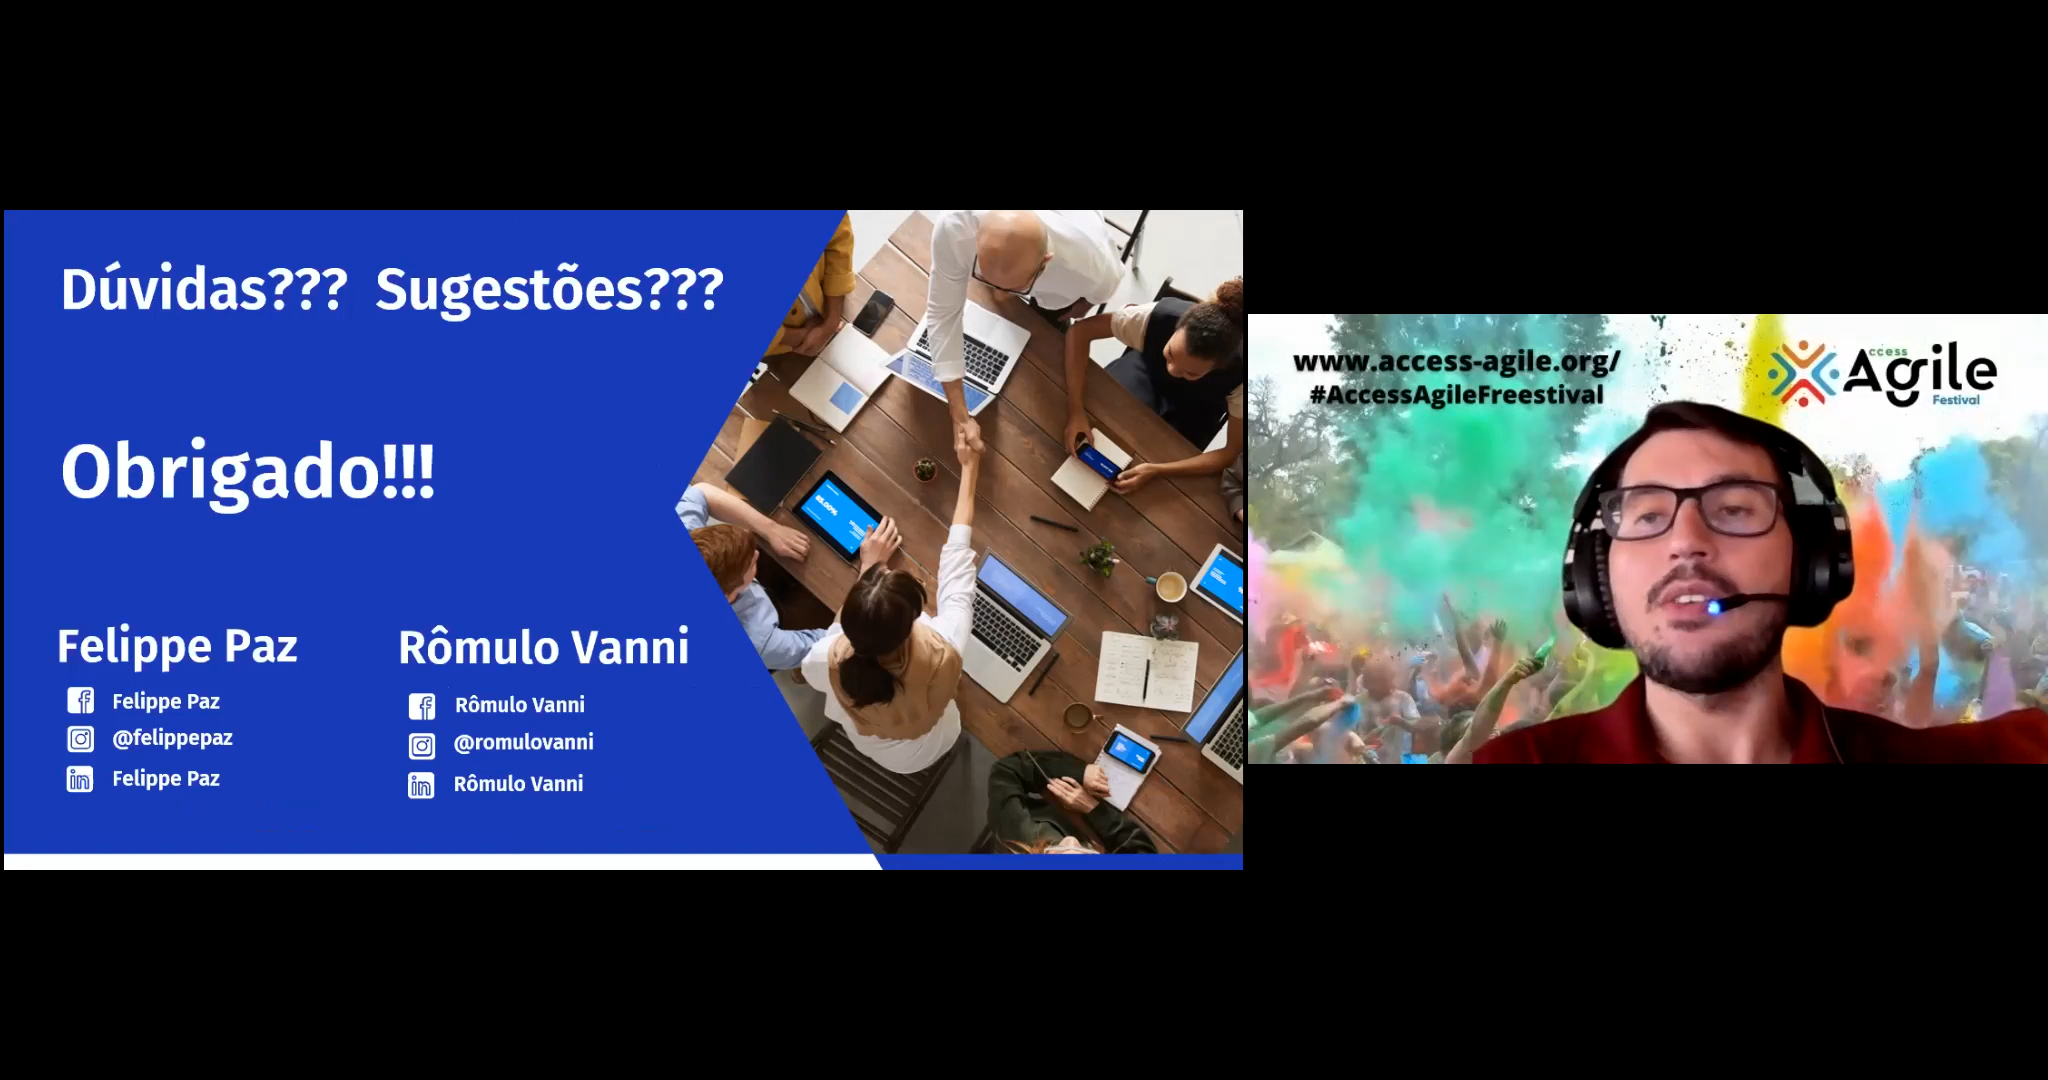 Dúvidas??? Sugestões???
Obrigado!!!
Felippe Paz
Felippe Paz
@felippepaz
Felippe Paz
Rômulo Vanni
Rômulo Vanni
@romulovanni
Rômulo Vanni
www.access-agile.org/
#AccessAgileFreestival
Access
Agile
Festival